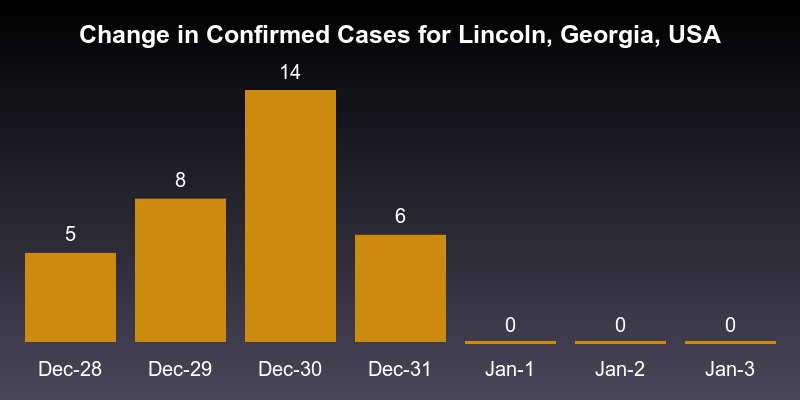 Change in Confirmed Cases for Lincoln, Georgia, USA
14
8
5
6
0 0 0
Dec-28 Dec-29 Dec-30 Dec-31 Jan-1 Jan-2 Jan-3